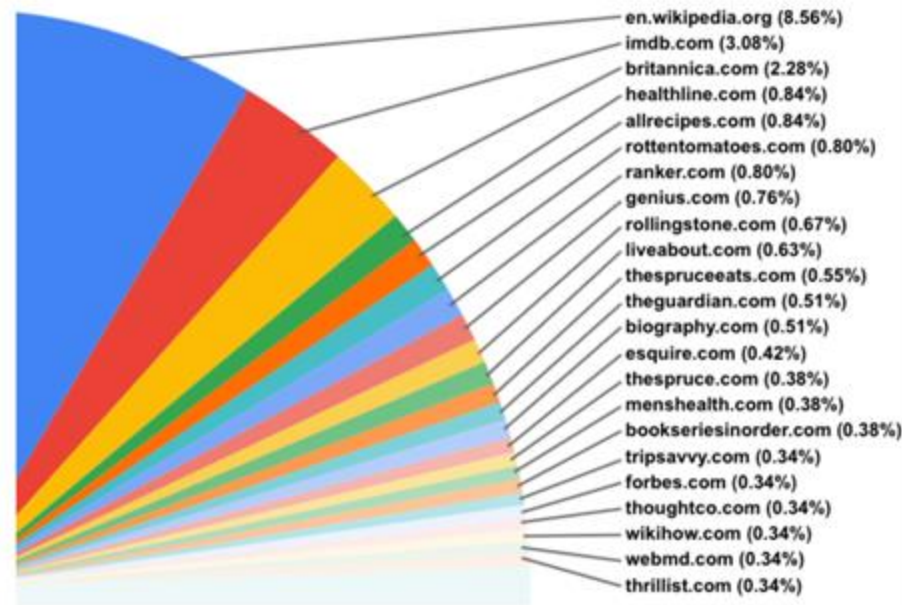 en.wikipedia.org (8.56%)
imdb.com (3.08%)
britannica.com (2.28%)
healthline.com (0.84%)
allrecipes.com (0.84%)
rottentomatoes.com (0.80%)
ranker.com (0.80%)
genius.com (0.76%)
rollingstone.com (0.67%)
liveabout.com (0.63%)
thespruceeats.com (0.55%)
theguardian.com (0.51%)
biography.com (0.51%)
esquire.com (0.42%)
thespruce.com (0.38%)
menshealth.com (0.38%)
bookseriesinorder.com (0.38%)
tripsavvy.com (0.34%)
forbes.com (0.34%)
thoughtco.com (0.34%)
wikihow.com (0.34%)
webmd.com (0.34%)
thrillist.com (0.34%)